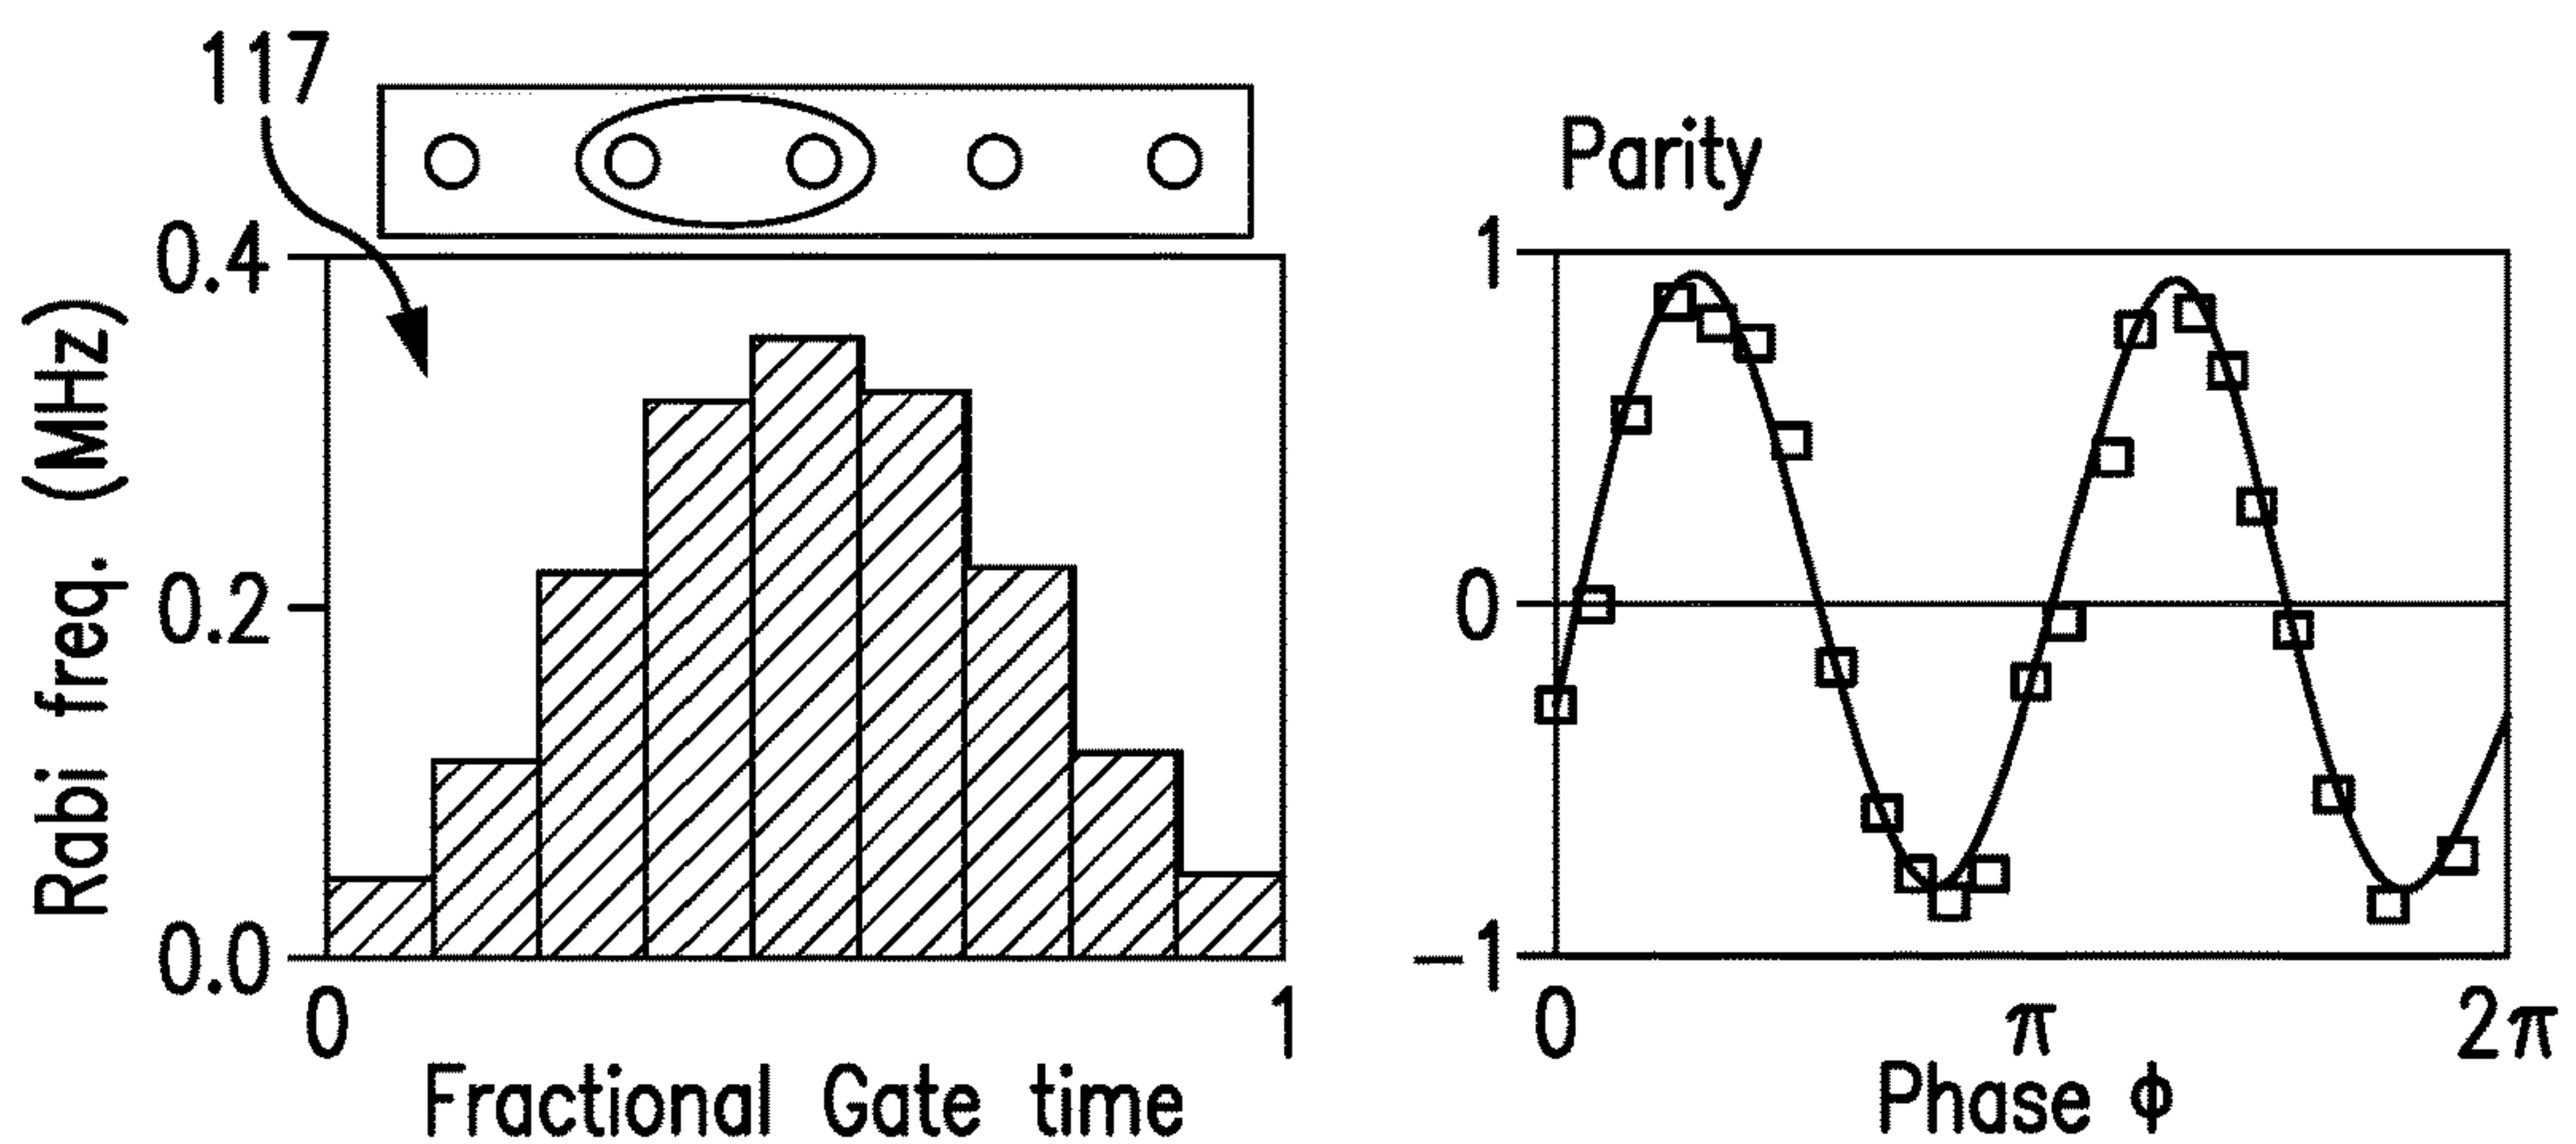 117
0.4
0.2
0.0
Rabi freq. (MHz)
0
1
Fractional Gate time
Parity
1
0
-1
0
π
2π
Phase ϕ